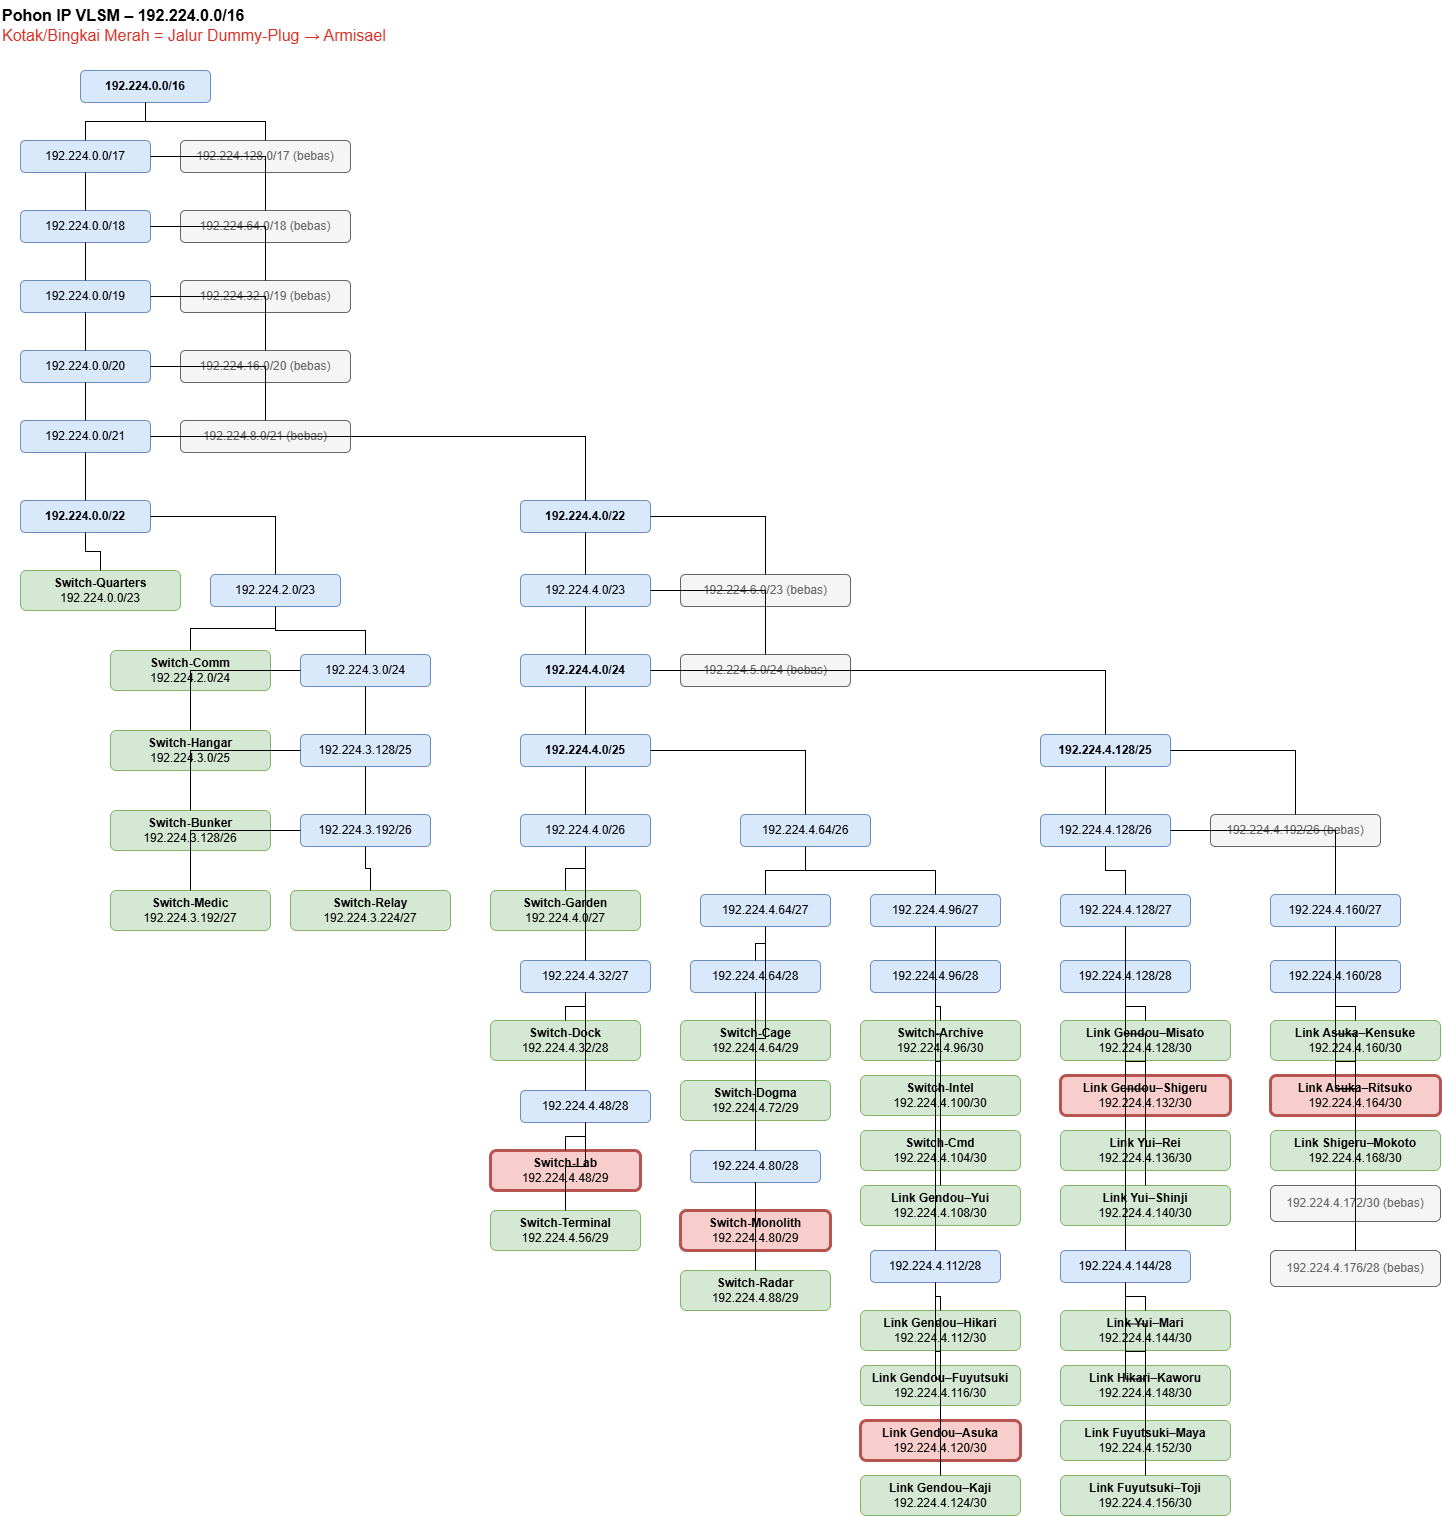 Pohon IP VLSM – 192.224.0.0/16
Kotak/Bingkai Merah = Jalur Dummy-Plug → Armisael
192.224.0.0/16
192.224.0.0/17
192.224.128.0/17 (bebas)
192.224.0.0/18
192.224.64.0/18 (bebas)
192.224.0.0/19
192.224.32.0/19 (bebas)
192.224.0.0/20
192.224.16.0/20 (bebas)
192.224.0.0/21
192.224.8.0/21 (bebas)
192.224.0.0/22
192.224.4.0/22
Switch-Quarters
192.224.0.0/23
192.224.2.0/23
192.224.4.0/23
192.224.6.0/23 (bebas)
Switch-Comm
192.224.2.0/24
192.224.3.0/24
192.224.4.0/24
192.224.5.0/24 (bebas)
Switch-Hangar
192.224.3.0/25
192.224.3.128/25
192.224.4.0/25
192.224.4.128/25
Switch-Bunker
192.224.3.128/26
192.224.3.192/26
192.224.4.0/26
192.224.4.64/26
192.224.4.128/26
192.224.4.192/26 (bebas)
Switch-Medic
192.224.3.192/27
Switch-Relay
192.224.3.224/27
Switch-Garden
192.224.4.0/27
192.224.4.64/27
192.224.4.96/27
192.224.4.128/27
192.224.4.160/27
192.224.4.32/27
192.224.4.64/28
192.224.4.96/28
192.224.4.128/28
192.224.4.160/28
Switch-Dock
192.224.4.32/28
Switch-Cage
192.224.4.64/29
Switch-Archive
192.224.4.96/30
Link Gendou–Misato
192.224.4.128/30
Link Asuka–Kensuke
192.224.4.160/30
192.224.4.48/28
Switch-Dogma
192.224.4.72/29
Switch-Intel
192.224.4.100/30
Link Gendou–Shigeru
192.224.4.132/30
Link Asuka–Ritsuko
192.224.4.164/30
Switch-Lab
192.224.4.48/29
192.224.4.80/28
Switch-Cmd
192.224.4.104/30
Link Yui–Rei
192.224.4.136/30
Link Shigeru–Mokoto
192.224.4.168/30
Switch-Terminal
192.224.4.56/29
Switch-Monolith
192.224.4.80/29
Link Gendou–Yui
192.224.4.108/30
Link Yui–Shinji
192.224.4.140/30
192.224.4.172/30 (bebas)
Switch-Radar
192.224.4.88/29
192.224.4.112/28
192.224.4.144/28
192.224.4.176/28 (bebas)
Link Gendou–Hikari
192.224.4.112/30
Link Yui–Mari
192.224.4.144/30
Link Gendou–Fuyutsuki
192.224.4.116/30
Link Hikari–Kaworu
192.224.4.148/30
Link Gendou–Asuka
192.224.4.120/30
Link Fuyutsuki–Maya
192.224.4.152/30
Link Gendou–Kaji
192.224.4.124/30
Link Fuyutsuki–Toji
192.224.4.156/30